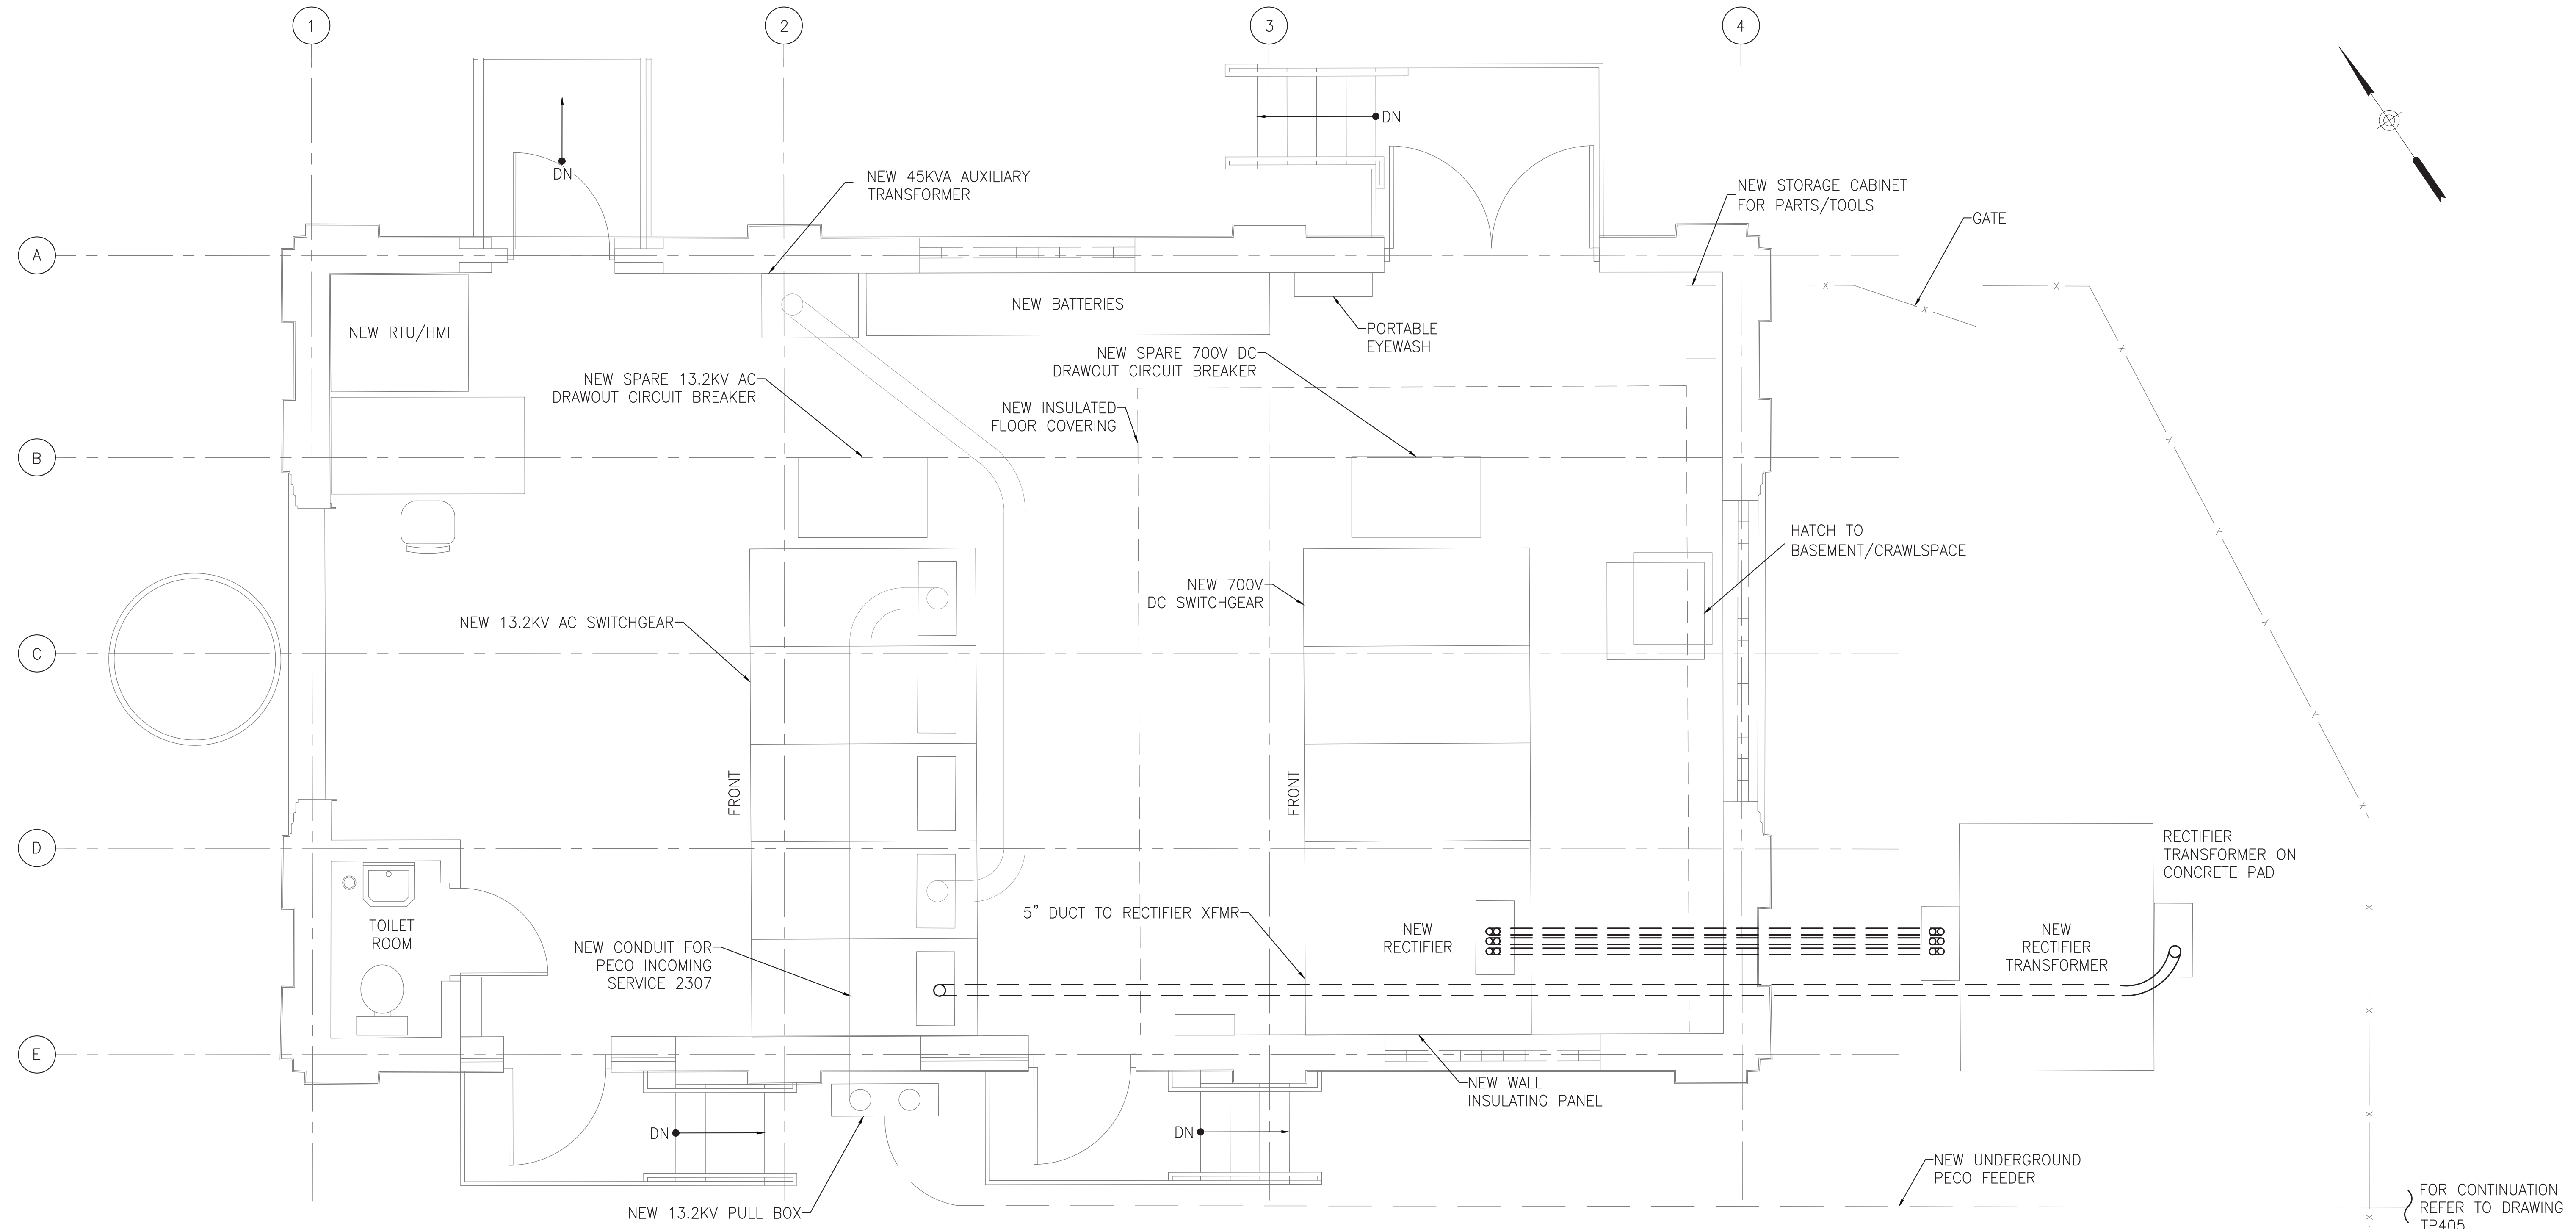 1
2
3
4
A
B
C
D
E
DN
DN
NEW 45KVA AUXILIARY
TRANSFORMER
NEW STORAGE CABINET
FOR PARTS/TOOLS
GATE
NEW RTU/HMI
NEW BATTERIES
PORTABLE
EYEWASH
NEW SPARE 13.2KV AC
DRAWOUT CIRCUIT BREAKER
NEW SPARE 700V DC
DRAWOUT CIRCUIT BREAKER
NEW INSULATED
FLOOR COVERING
HATCH TO
BASEMENT/CRAWLSPACE
NEW 700V
DC SWITCHGEAR
NEW 13.2KV AC SWITCHGEAR
FRONT
FRONT
RECTIFIER
TRANSFORMER ON
CONCRETE PAD
TOILET
ROOM
5" DUCT TO RECTIFIER XFMR
NEW
RECTIFIER
NEW
RECTIFIER
TRANSFORMER
NEW CONDUIT FOR
PECO INCOMING
SERVICE 2307
NEW WALL
INSULATING PANEL
DN
DN
NEW UNDERGROUND
PECO FEEDER
NEW 13.2KV PULL BOX
FOR CONTINUATION
REFER TO DRAWING
TP405